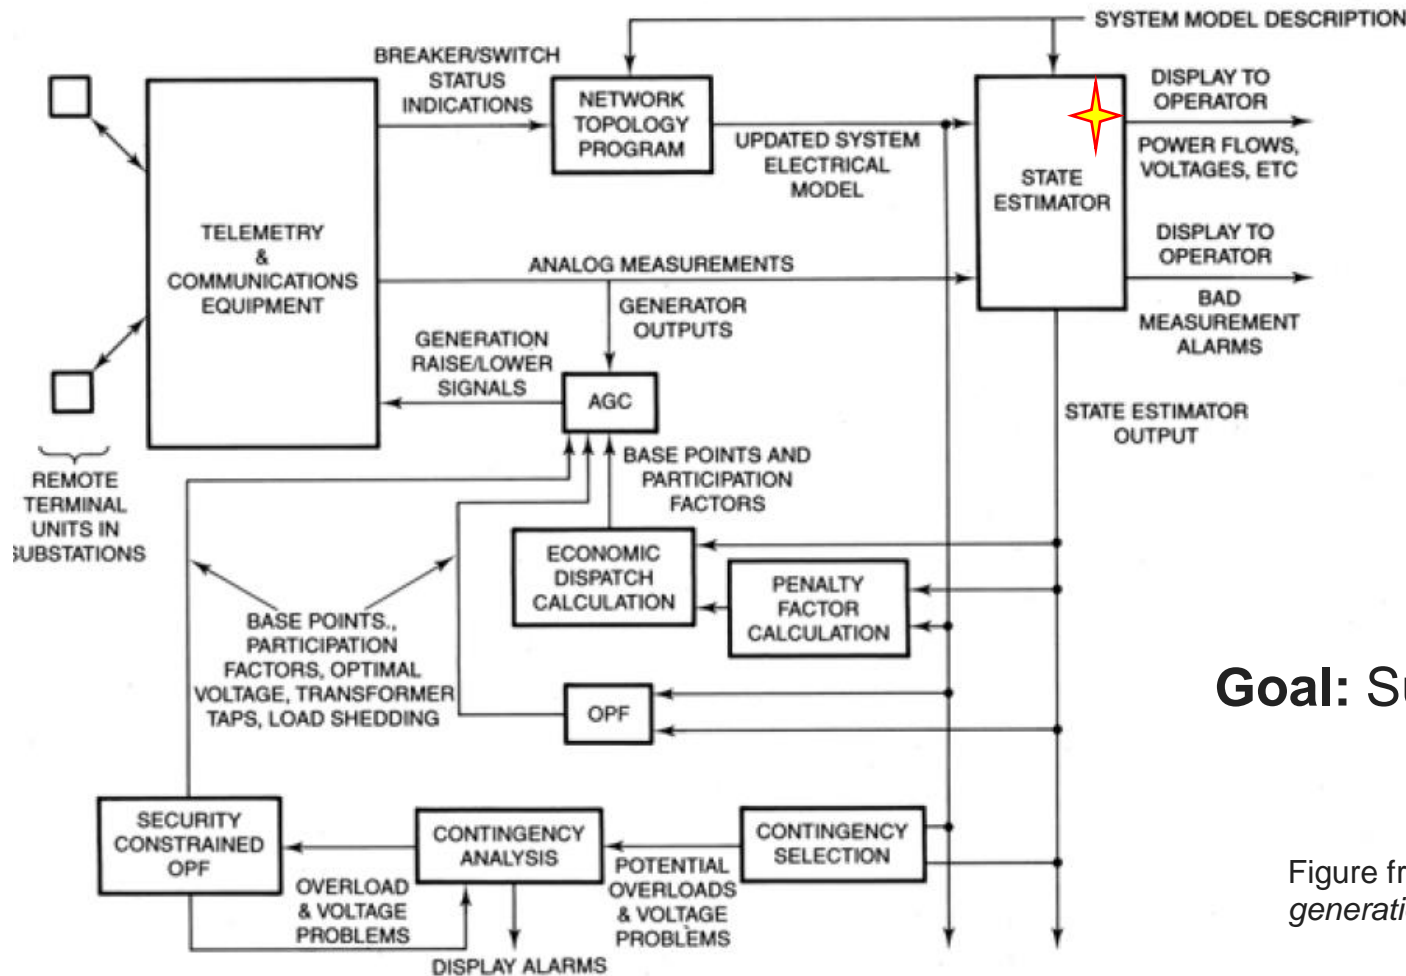 SYSTEM MODEL DESCRIPTION
BREAKER/SWITCH
STATUS
INDICATIONS
NETWORK
TOPOLOGY
PROGRAM
UPDATED SYSTEM
ELECTRICAL
MODEL
STATE
ESTIMATOR
DISPLAY TO
OPERATOR
POWER FLOWS,
VOLTAGES, ETC
DISPLAY TO
OPERATOR
BAD
MEASUREMENT
ALARMS
TELEMETRY
&
COMMUNICATIONS
EQUIPMENT
ANALOG MEASUREMENTS
GENERATOR
OUTPUTS
GENERATION
RAISE/LOWER
SIGNALS
AGC
STATE ESTIMATOR
OUTPUT
REMOTE
TERMINAL
UNITS IN
SUBSTATIONS
BASE POINTS AND
PARTICIPATION
FACTORS
ECONOMIC
DISPATCH
CALCULATION
PENALTY
FACTOR
CALCULATION
BASE POINTS.,
PARTICIPATION
FACTORS, OPTIMAL
VOLTAGE, TRANSFORMER
TAPS, LOAD SHEDDING
OPF
Goal:
SECURITY
CONSTRAINED
OPF
CONTINGENCY
ANALYSIS
CONTINGENCY
SELECTION
OVERLOAD
& VOLTAGE
PROBLEMS
POTENTIAL
OVERLOADS
& VOLTAGE
PROBLEMS
DISPLAY ALARMS
Figure